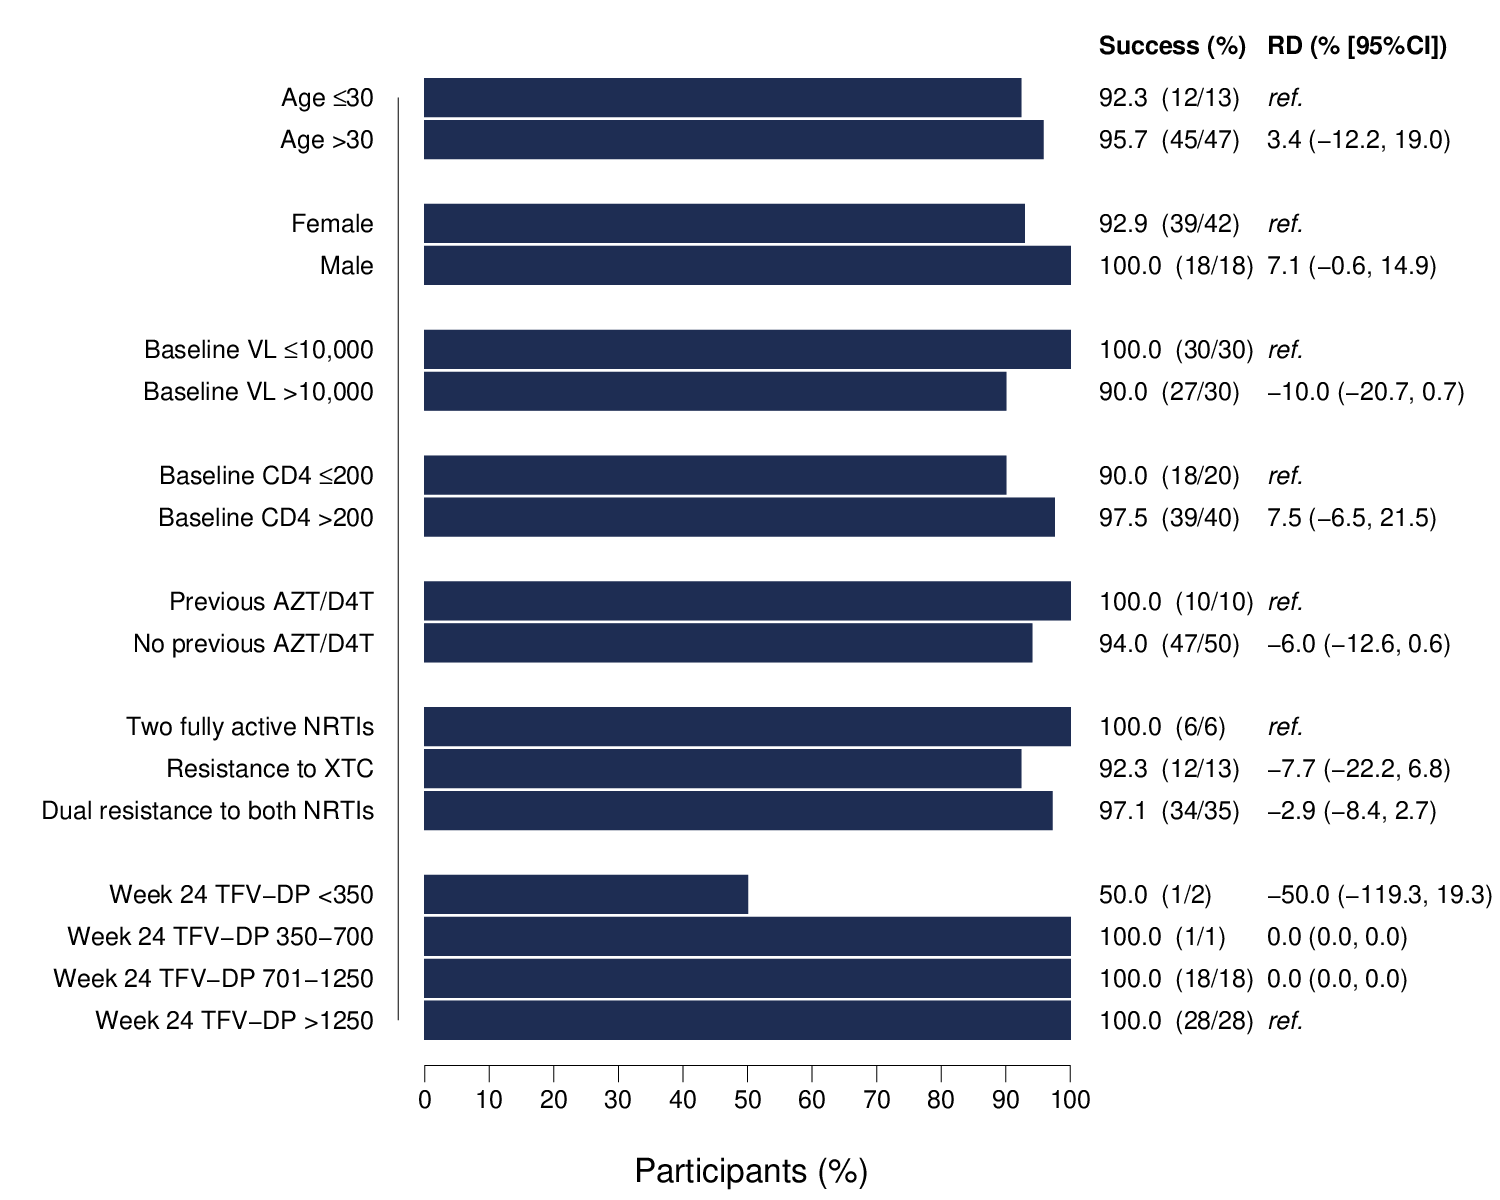 Success (%) RD (% [95%CI])
Age ≤30 92.3 (12/13) ref.
Age >30 95.7 (45/47) 3.4 (−12.2, 19.0)
Female 92.9 (39/42) ref.
Male 100.0 (18/18) 7.1 (−0.6, 14.9)
Baseline VL ≤10,000 100.0 (30/30) ref.
Baseline VL >10,000 90.0 (27/30) −10.0 (−20.7, 0.7)
Baseline CD4 ≤200 90.0 (18/20) ref.
Baseline CD4 >200 97.5 (39/40) 7.5 (−6.5, 21.5)
Previous AZT/D4T 100.0 (10/10) ref.
No previous AZT/D4T 94.0 (47/50) −6.0 (−12.6, 0.6)
Two fully active NRTIs 100.0 (6/6) ref.
Resistance to XTC 92.3 (12/13) −7.7 (−22.2, 6.8)
Dual resistance to both NRTIs 97.1 (34/35) −2.9 (−8.4, 2.7)
Week 24 TFV−DP <350 50.0 (1/2) −50.0 (−119.3, 19.3)
Week 24 TFV−DP 350−700 100.0 (1/1) 0.0 (0.0, 0.0)
Week 24 TFV−DP 701−1250 100.0 (18/18) 0.0 (0.0, 0.0)
Week 24 TFV−DP >1250 100.0 (28/28) ref.
0 10 20 30 40 50 60 70 80 90 100
Participants (%)